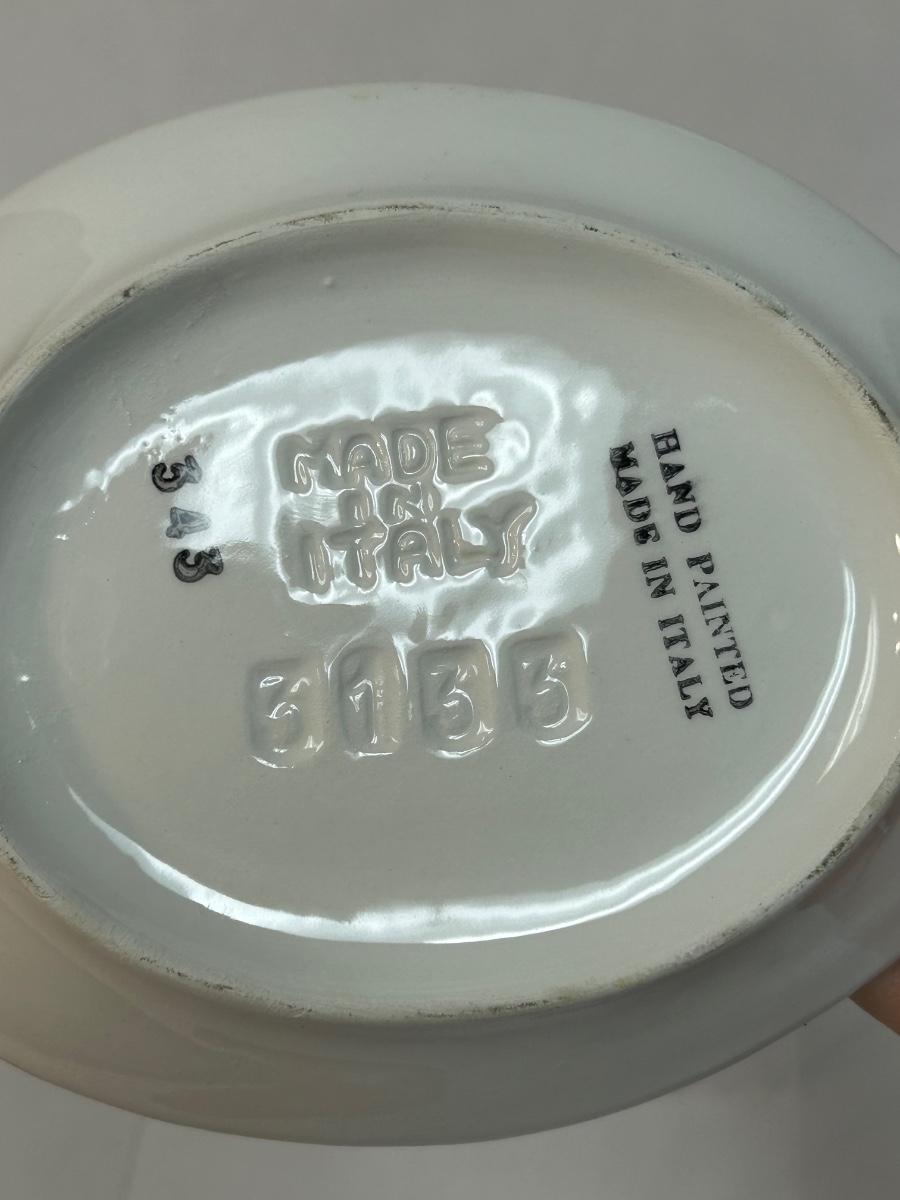 MADE
IN
ITALY
3133
343
HAND PAINTED
MADE IN ITALY